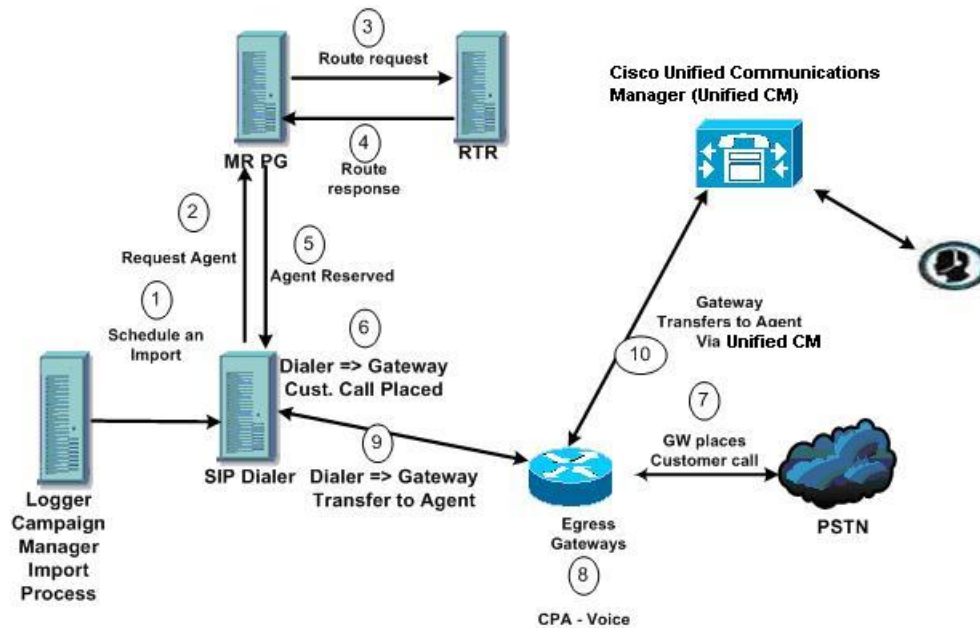 3
Route request
Cisco Unified Communications
Manager (Unified CM)
4
Route
response
MR PG
RTR
2
Request Agent
5
Agent Reserved
1
Schedule an
Import
6
Dialer => Gateway
Cust. Call Placed
Gateway
Transfers to Agent
Via Unified CM
10
7
GW places
Customer call
9
Dialer => Gateway
Transfer to Agent
SIP Dialer
Logger
Campaign
Manager
Import
Process
Egress
Gateways
PSTN
8
CPA - Voice